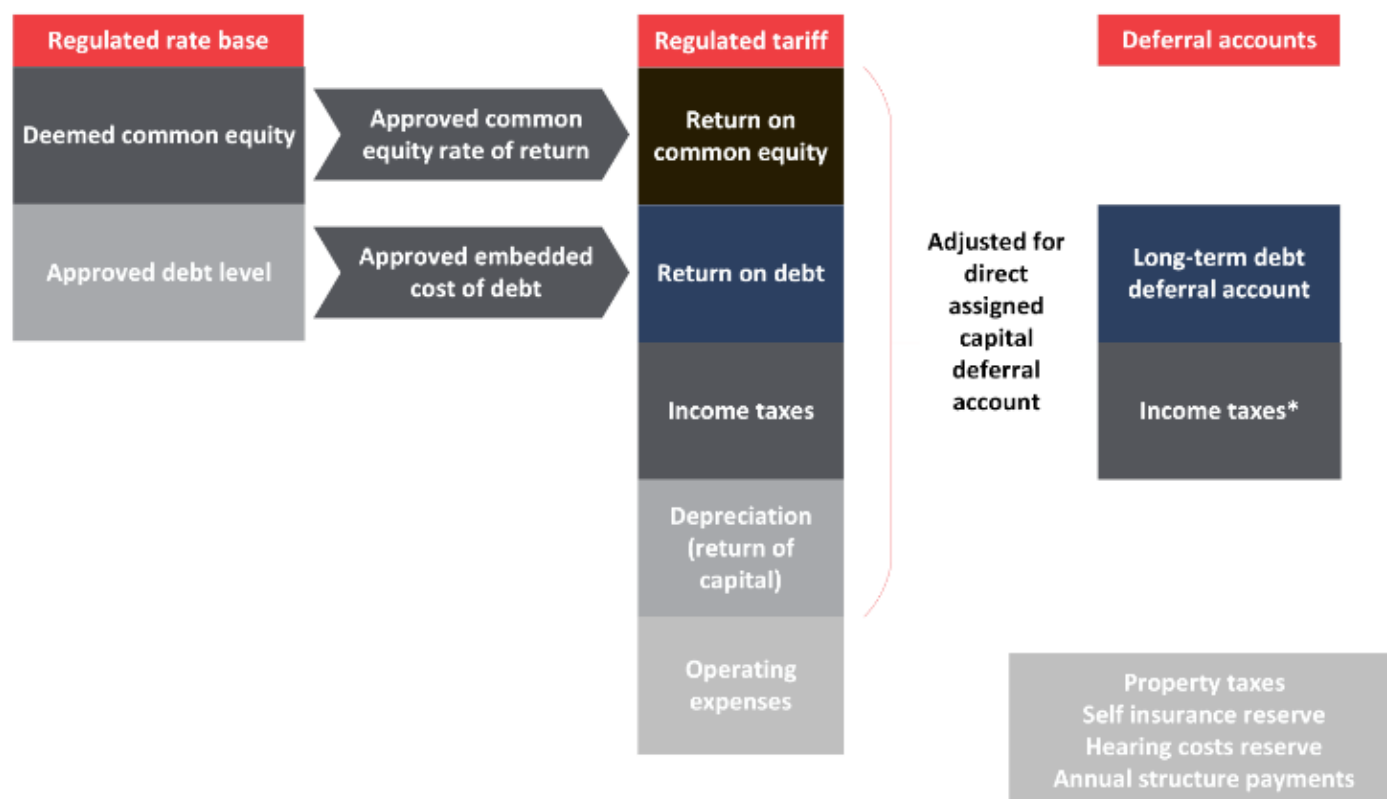 Regulated rate base
Deemed common equity
Approved debt level
Approved common
equity rate of return
Approved embedded
cost of debt
Regulated tariff
Return on
common equity
Return on debt
Income taxes
Depreciation
(return of
capital)
Operating
expenses
Adjusted for
direct
assigned
capital
deferral
account
Deferral accounts
Long-term debt
deferral account
Income taxes*
Property taxes
Self insurance reserve
Hearing costs reserve
Annual structure payments